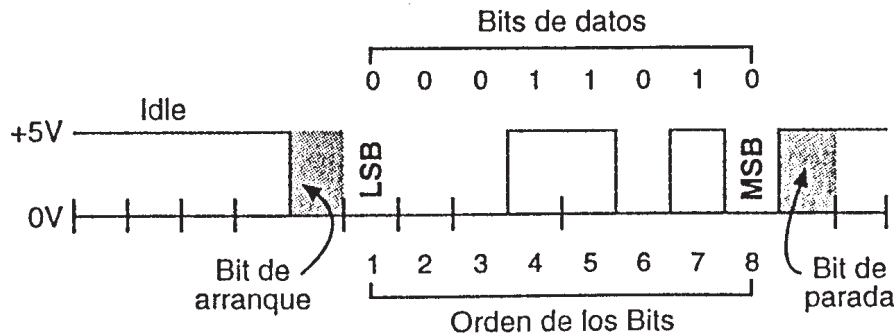 Bits de datos
0 0 0 1 1 0 1 0
Idle
+5V
LSB
MSB
0V
1 2 3 4 5 6 7 8
Bit de
arranque
Bit de
parada
Orden de los Bits